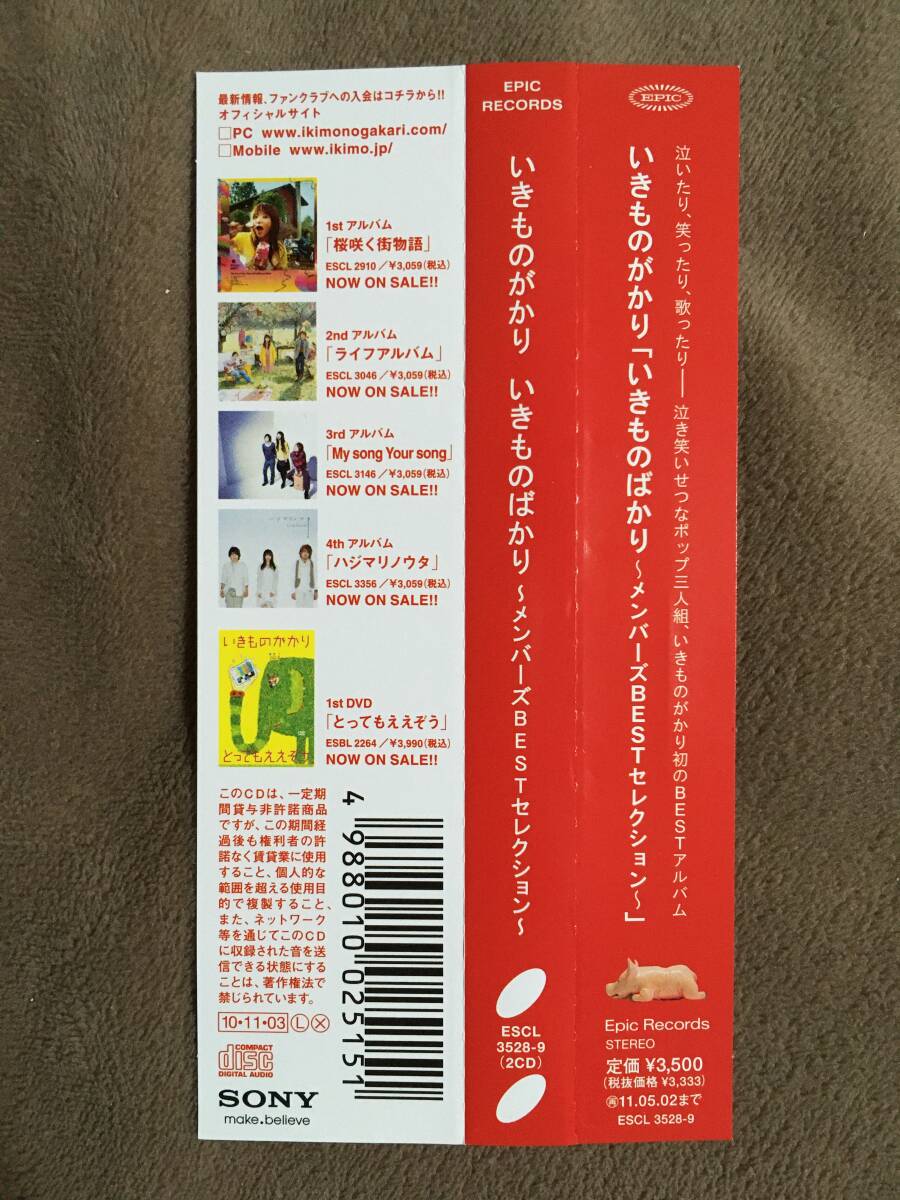 最新情報、ファンクラブへの入会はコチラから!!
オフィシャルサイト
□PC www.ikimonogakari.com/
□Mobile www.ikimo.jp/
1st アルバム
「桜咲く街物語」
ESCL 2910／¥3,059(税込)
NOW ON SALE!!
2nd アルバム
「ライフアルバム」
ESCL 3046／¥3,059(税込)
NOW ON SALE!!
3rd アルバム
「My song Your song」
ESCL 3146／¥3,059(税込)
NOW ON SALE!!
ハジマリノウタ
4th アルバム
「ハジマリノウタ」
ESCL 3356／¥3,059(税込)
NOW ON SALE!!
いきものがかり
とってもええぞう
1st DVD
「とってもええぞう」
ESBL 2264／¥3,990(税込)
NOW ON SALE!!
このCDは、一定期
間貸与非許諾商品
ですが、この期間経
過後も権利者の許
諾なく賃貸業に使用
すること、個人的な
範囲を超える使用目
的で複製すること、
また、ネットワーク
等を通じてこのCD
に収録された音を送
信できる状態にする
ことは、著作権法で
禁じられています。
4 988010 025151
10・11・03 Ⓛ Ⓧ
COMPACT
disc
DIGITAL AUDIO
SONY
make.believe
EPIC
RECORDS
いきものがかり いきものばかり～メンバーズBESTセレクション～
ESCL
3528-9
(2CD)
EPIC
泣いたり、笑ったり、歌ったり── 泣き笑いせつなポップ三人組、いきものがかり初のBESTアルバム
いきものがかり「いきものばかり～メンバーズBESTセレクション～」
Epic Records
STEREO
定価 ¥3,500
(税抜価格 ¥3,333)
㊢11.05.02まで
ESCL 3528-9